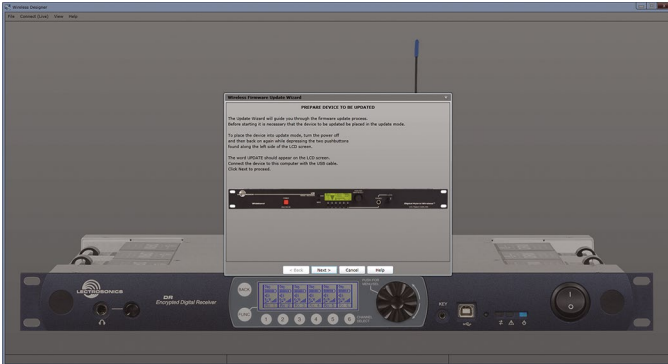 Wireless Designer
File Connect (Live) View Help
Wireless Firmware Update Wizard
PREPARE DEVICE TO BE UPDATED
The Update Wizard will guide you through the firmware update process.
Before starting it is necessary that the device to be updated be placed in the update mode.
To place the device into update mode, turn the power off
and then back on again while depressing the two pushbuttons
found along the left side of the LCD screen.
The word UPDATE should appear on the LCD screen.
Connect the device to this computer with the USB cable.
Click Next to proceed.
< Back Next > Cancel Help
LECTROSONICS
DR
Encrypted Digital Receiver
BACK
FUNC
1 2 3 4 5 6
CHANNEL
SELECT
KEY